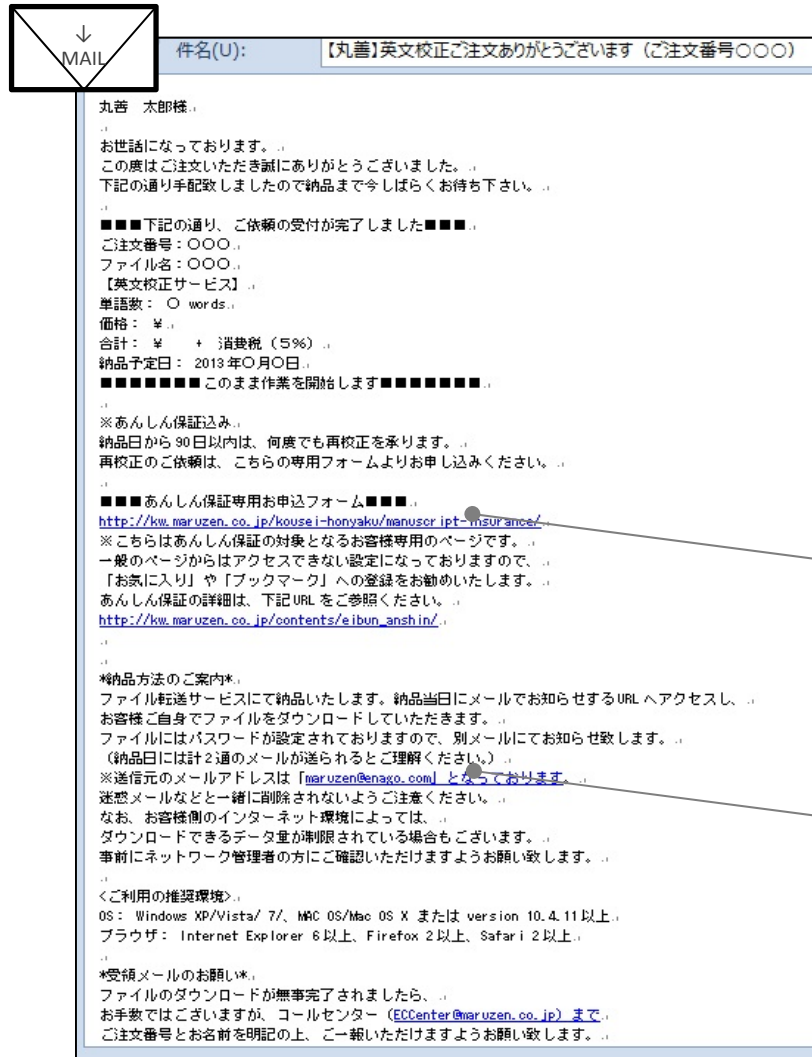 ↓
MAIL
件名(U): 【丸善】英文校正ご注文ありがとうございます（ご注文番号○○○）
丸善　太郎様
お世話になっております。
この度はご注文いただき誠にありがとうございました。
下記の通り手配致しましたので納品まで今しばらくお待ち下さい。
■■■下記の通り、ご依頼の受付が完了しました■■■
ご注文番号：○○○
ファイル名：○○○
【英文校正サービス】
単語数： ○ words
価格： ￥
合計： ￥　　+ 消費税（５％）
納品予定日： 2013年○月○日
■■■■■■■このまま作業を開始します■■■■■■■
※あんしん保証込み
納品日から90日以内は、何度でも再校正を承ります。
再校正のご依頼は、こちらの専用フォームよりお申し込みください。
■■■あんしん保証専用お申込フォーム■■■
http://kw.maruzen.co.jp/kousei-honyaku/manuscript-insurance/
※こちらはあんしん保証の対象となるお客様専用のページです。
一般のページからはアクセスできない設定になっておりますので、
「お気に入り」や「ブックマーク」への登録をお勧めいたします。
あんしん保証の詳細は、下記URLをご参照ください。
http://kw.maruzen.co.jp/contents/eibun_anshin/
*納品方法のご案内*
ファイル転送サービスにて納品いたします。納品当日にメールでお知らせするURLへアクセスし、
お客様ご自身でファイルをダウンロードしていただきます。
ファイルにはパスワードが設定されておりますので、別メールにてお知らせ致します。
（納品日には計２通のメールが送られるとご理解ください。）
※送信元のメールアドレスは「maruzen@enago.com」となっております。
迷惑メールなどと一緒に削除されないようご注意ください。
なお、お客様側のインターネット環境によっては、
ダウンロードできるデータ量が制限されている場合もございます。
事前にネットワーク管理者の方にご確認いただけますようお願い致します。
<ご利用の推奨環境>
OS： Windows XP/Vista/ 7/、MAC OS/Mac OS X または version 10.4.11以上
ブラウザ： Internet Explorer 6以上、Firefox 2以上、Safari 2以上
*受領メールのお願い*
ファイルのダウンロードが無事完了されましたら、
お手数ではございますが、コールセンター（ECCenter@maruzen.co.jp）まで
ご注文番号とお名前を明記の上、ご一報いただけますようお願い致します。